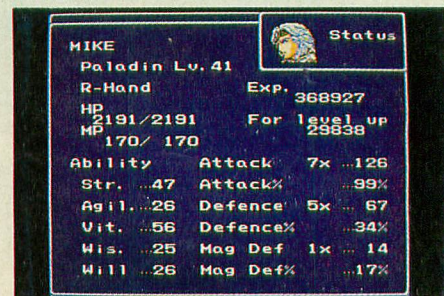 Status
MIKE
Paladin Lv.41
R-Hand Exp.
368927
HP
2191/2191 For level up
MP 29838
170/ 170
Ability Attack 7x …126
Str. …47 Attack% …99%
Agil. …26 Defence 5x … 67
Vit. …56 Defence% …34%
Wis. …25 Mag Def 1x … 14
Will …26 Mag Def% …17%